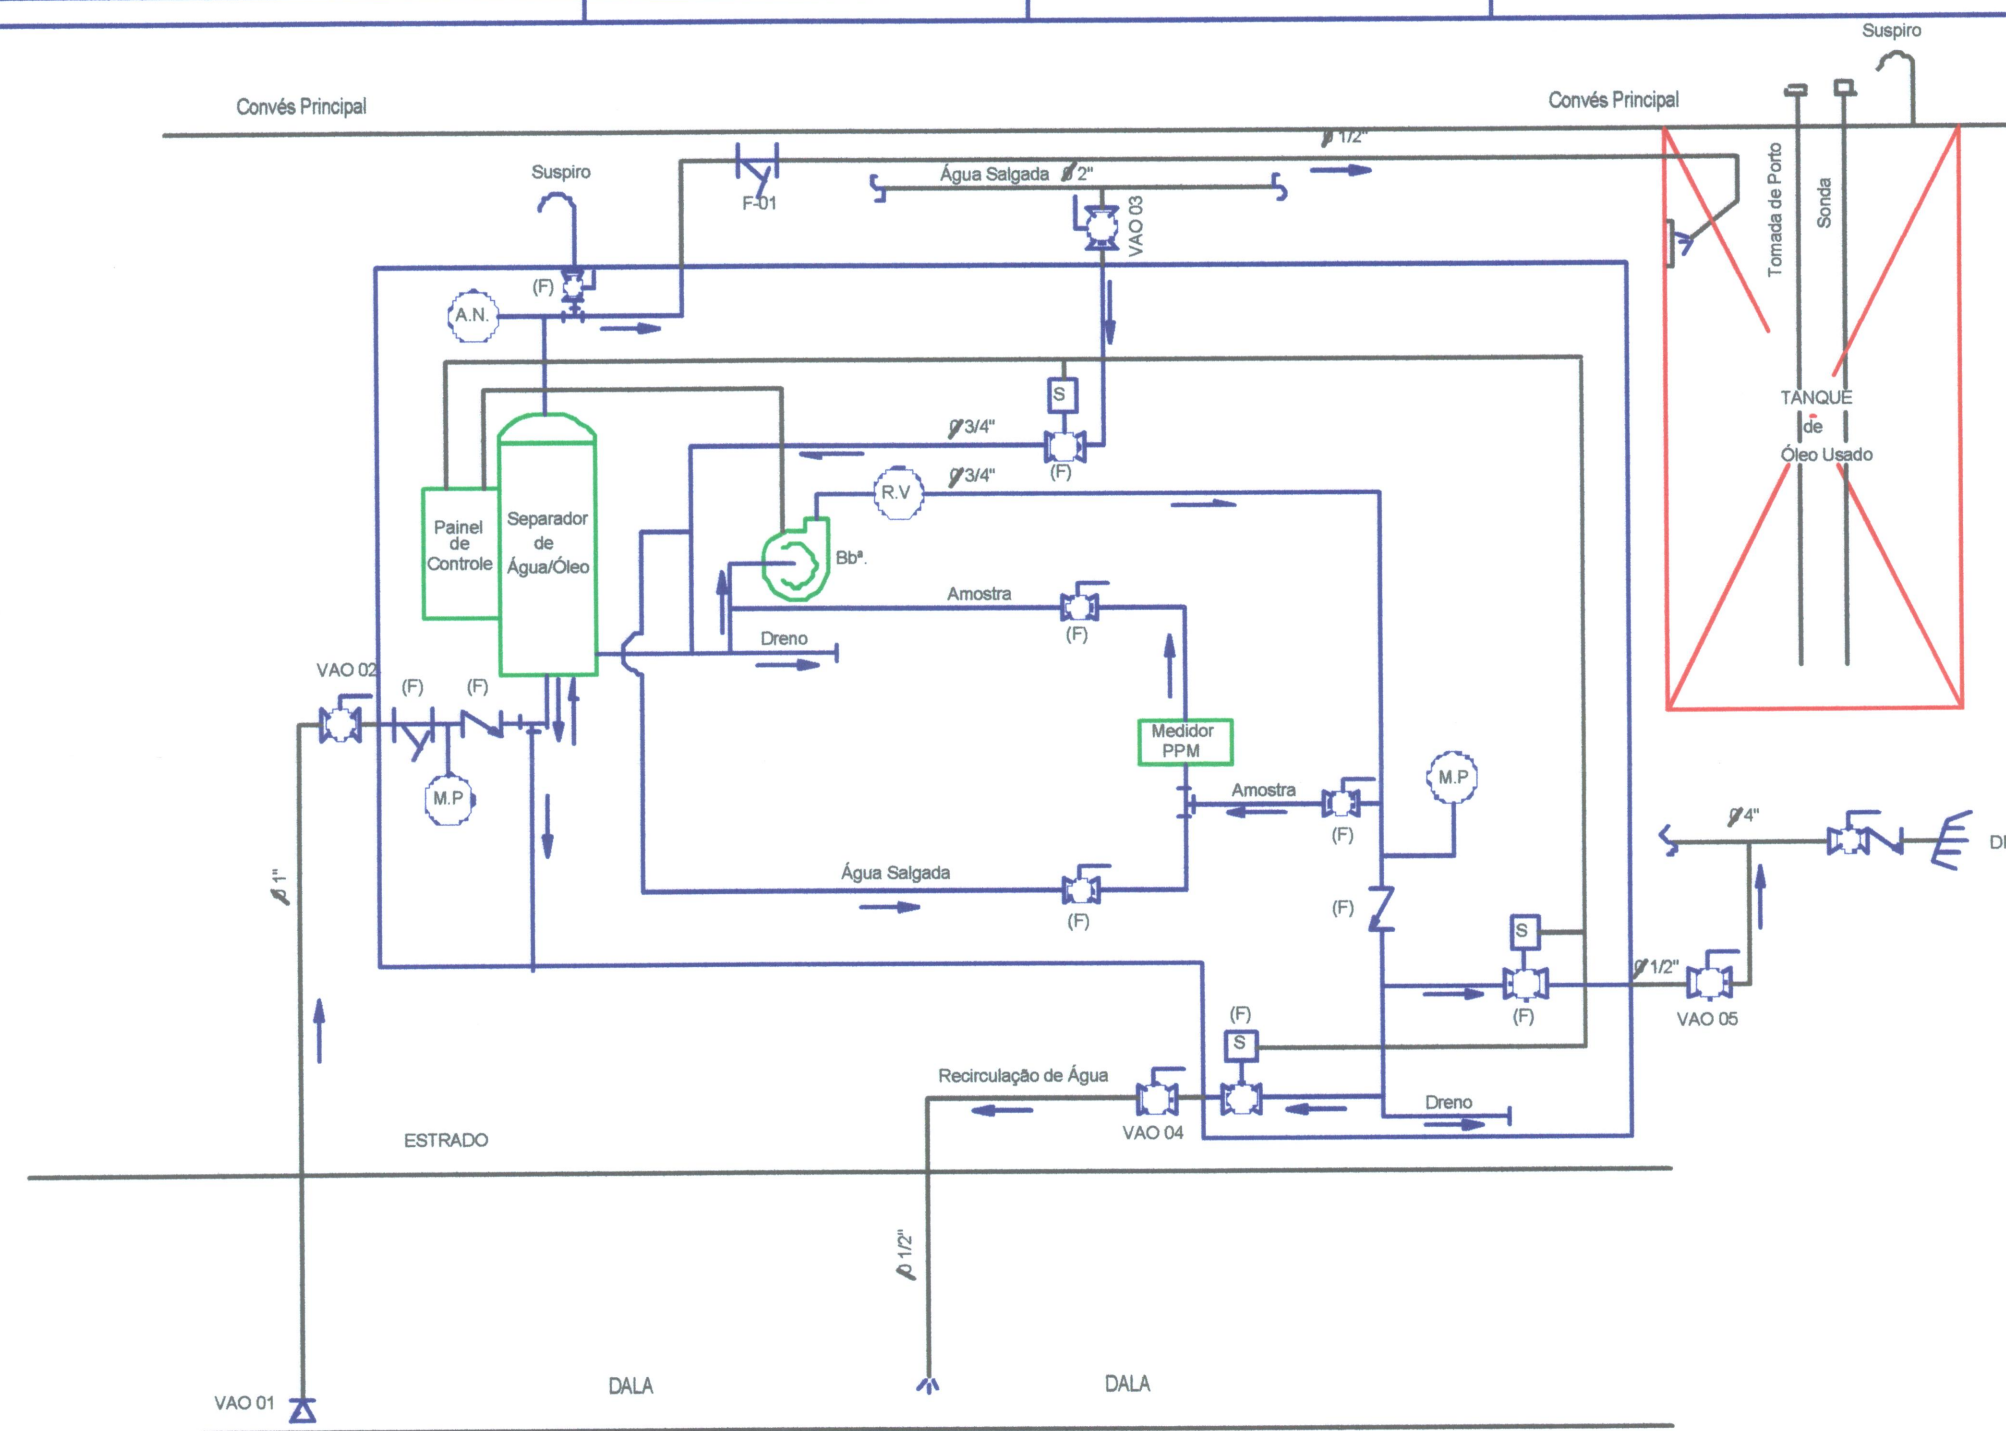 Suspiro
Convés Principal
Convés Principal
Ø 1/2"
Suspiro
Água Salgada Ø 2"
F-01
VAO 03
Tomada de Porto
Sonda
(F)
A.N.
S
Ø 3/4"
(F)
TANQUE
de
Óleo Usado
R.V
Ø 3/4"
Painel
de
Controle
Separador
de
Água/Óleo
Bbª.
Amostra
(F)
Dreno
VAO 02
(F)
(F)
Medidor
PPM
M.P
Amostra
M.P
(F)
Ø 4"
Ø 1"
Água Salgada
(F)
(F)
S
Ø 1/2"
(F)
VAO 05
(F)
S
Recirculação de Água
VAO 04
Dreno
ESTRADO
Ø 1/2"
VAO 01
DALA
DALA